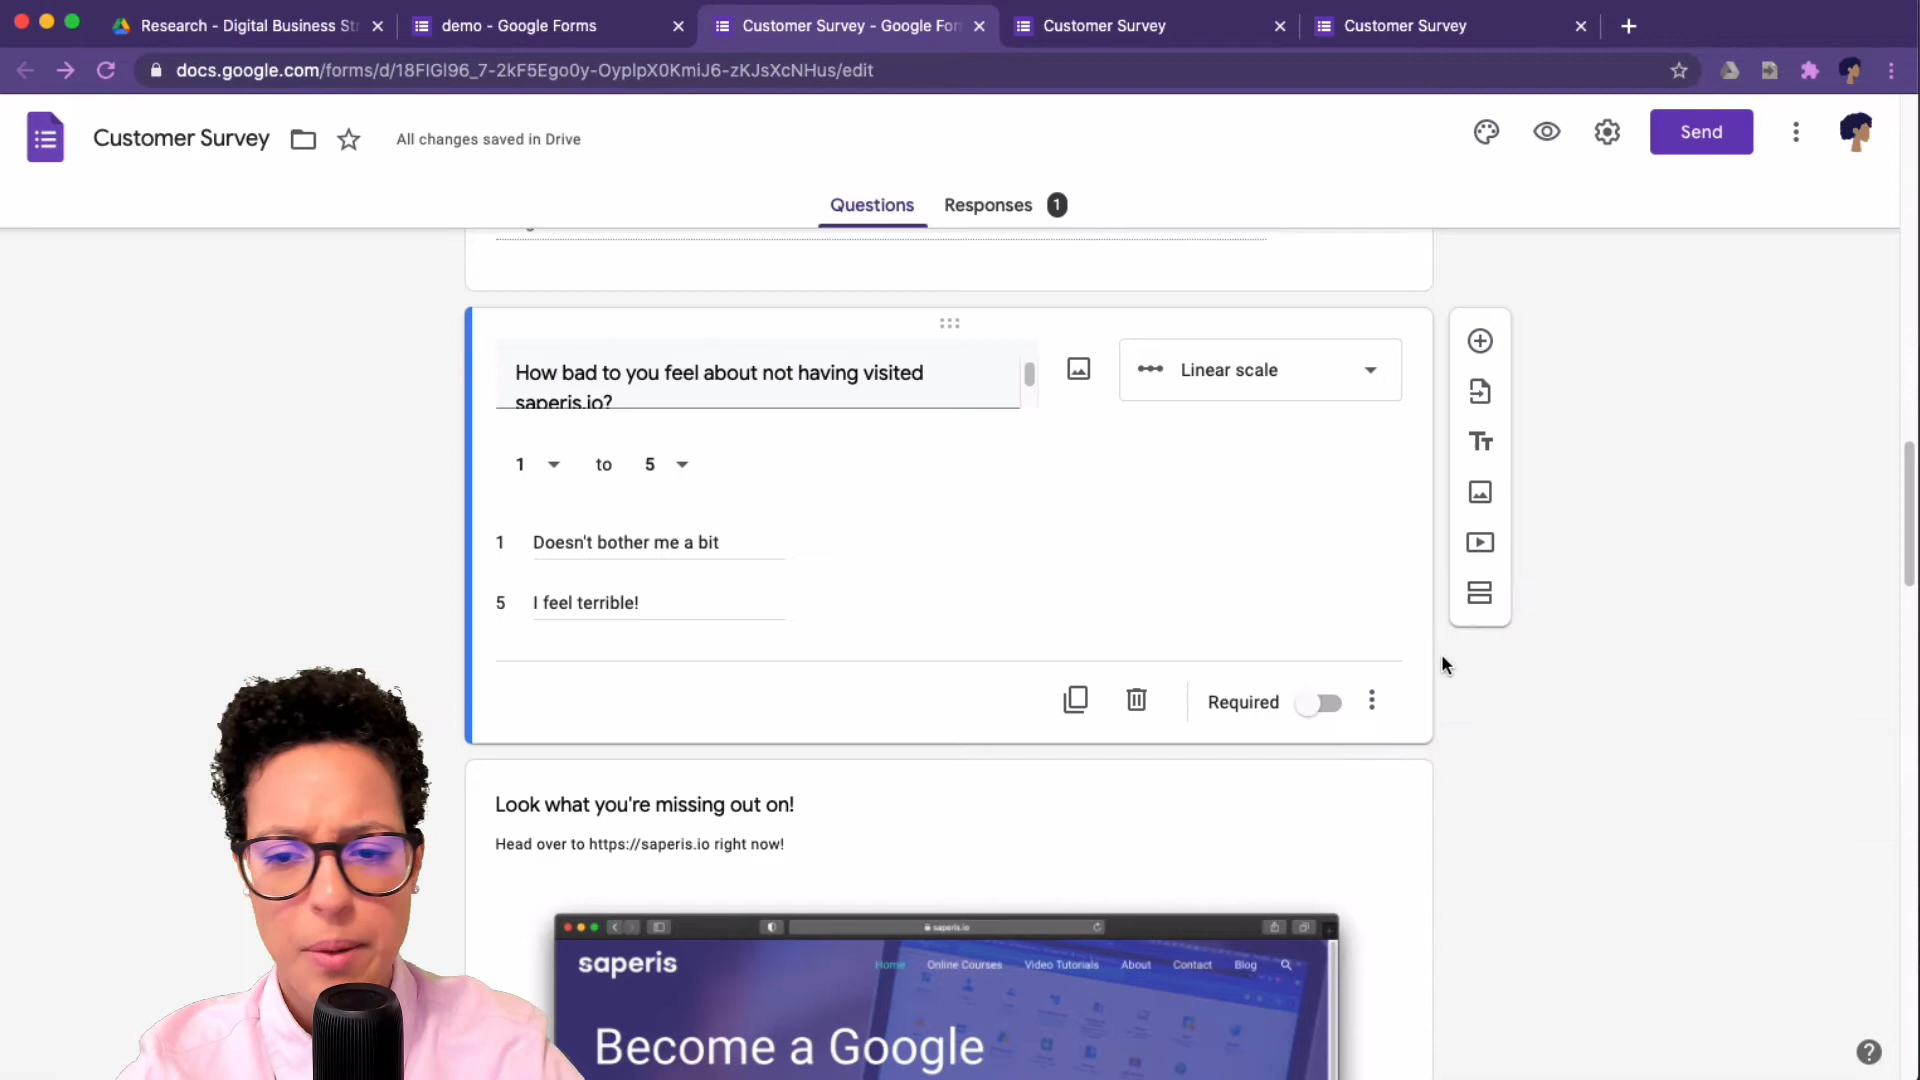 Research - Digital Business Str
demo - Google Forms
Customer Survey - Google For
Customer Survey
Customer Survey
docs.google.com/forms/d/18FlGl96_7-2kF5Ego0y-OyplpX0KmiJ6-zKJsXcNHus/edit
Customer Survey
All changes saved in Drive
Send
Questions
Responses 1
How bad to you feel about not having visited
saperis.io?
Linear scale
1 to 5
1 Doesn't bother me a bit
5 I feel terrible!
Required
Look what you're missing out on!
Head over to https://saperis.io right now!
saperis.io
saperis
Home Online Courses Video Tutorials About Contact Blog
Become a Google